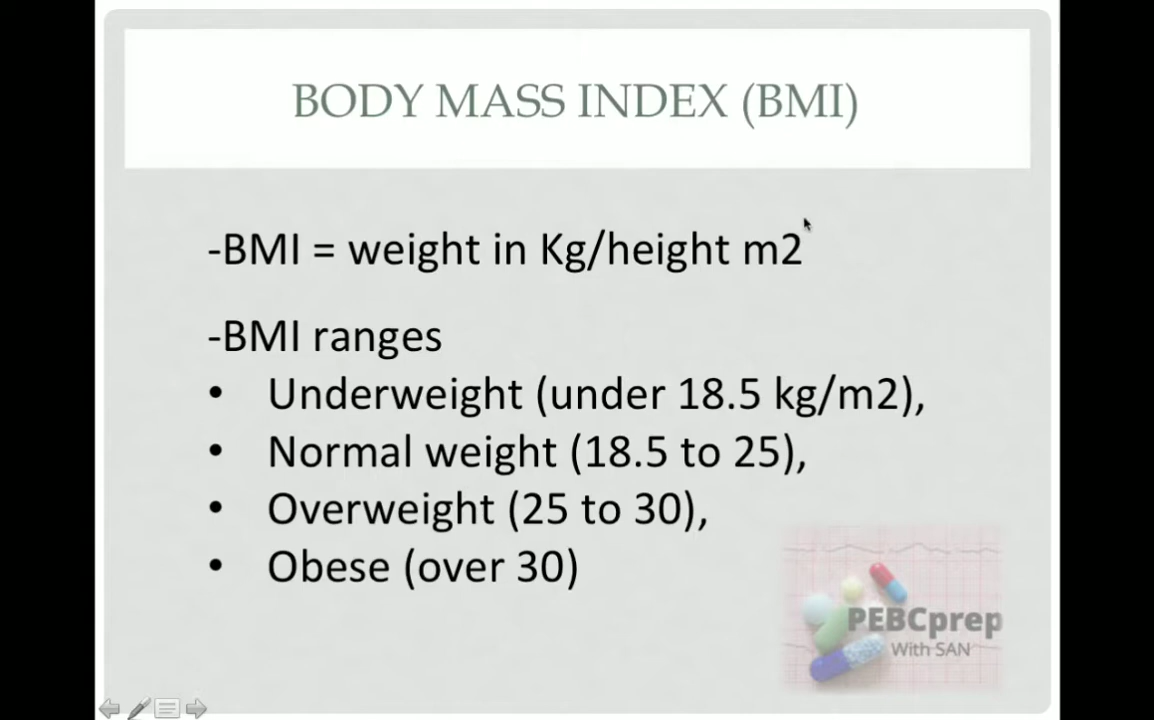 BODY MASS INDEX (BMI)
-BMI = weight in Kg/height m2
-BMI ranges
• Underweight (under 18.5 kg/m2),
• Normal weight (18.5 to 25),
• Overweight (25 to 30),
• Obese (over 30)
PEBCprep
With SAN